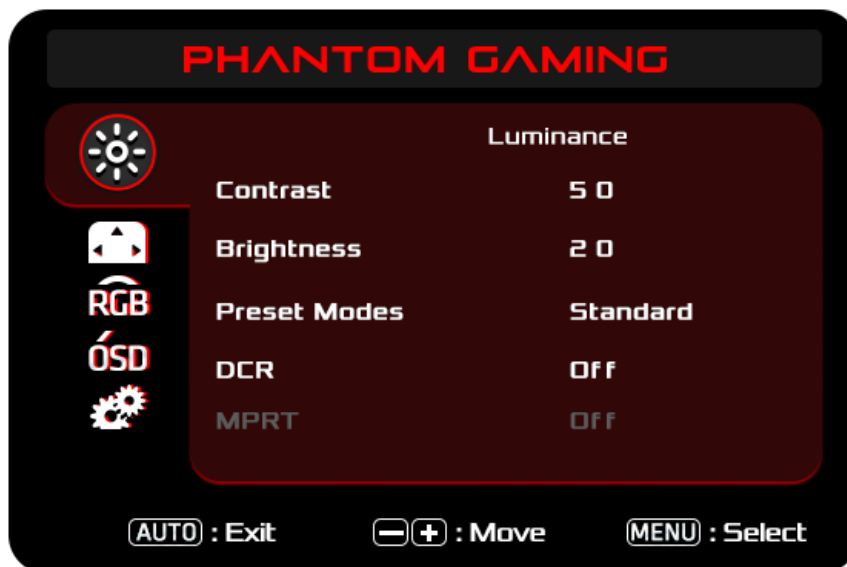 PHANTOM GAMING
Luminance
Contrast 50
Brightness 20
RGB
Preset Modes Standard
OSD
DCR Off
MPRT Off
AUTO : Exit - + : Move MENU : Select